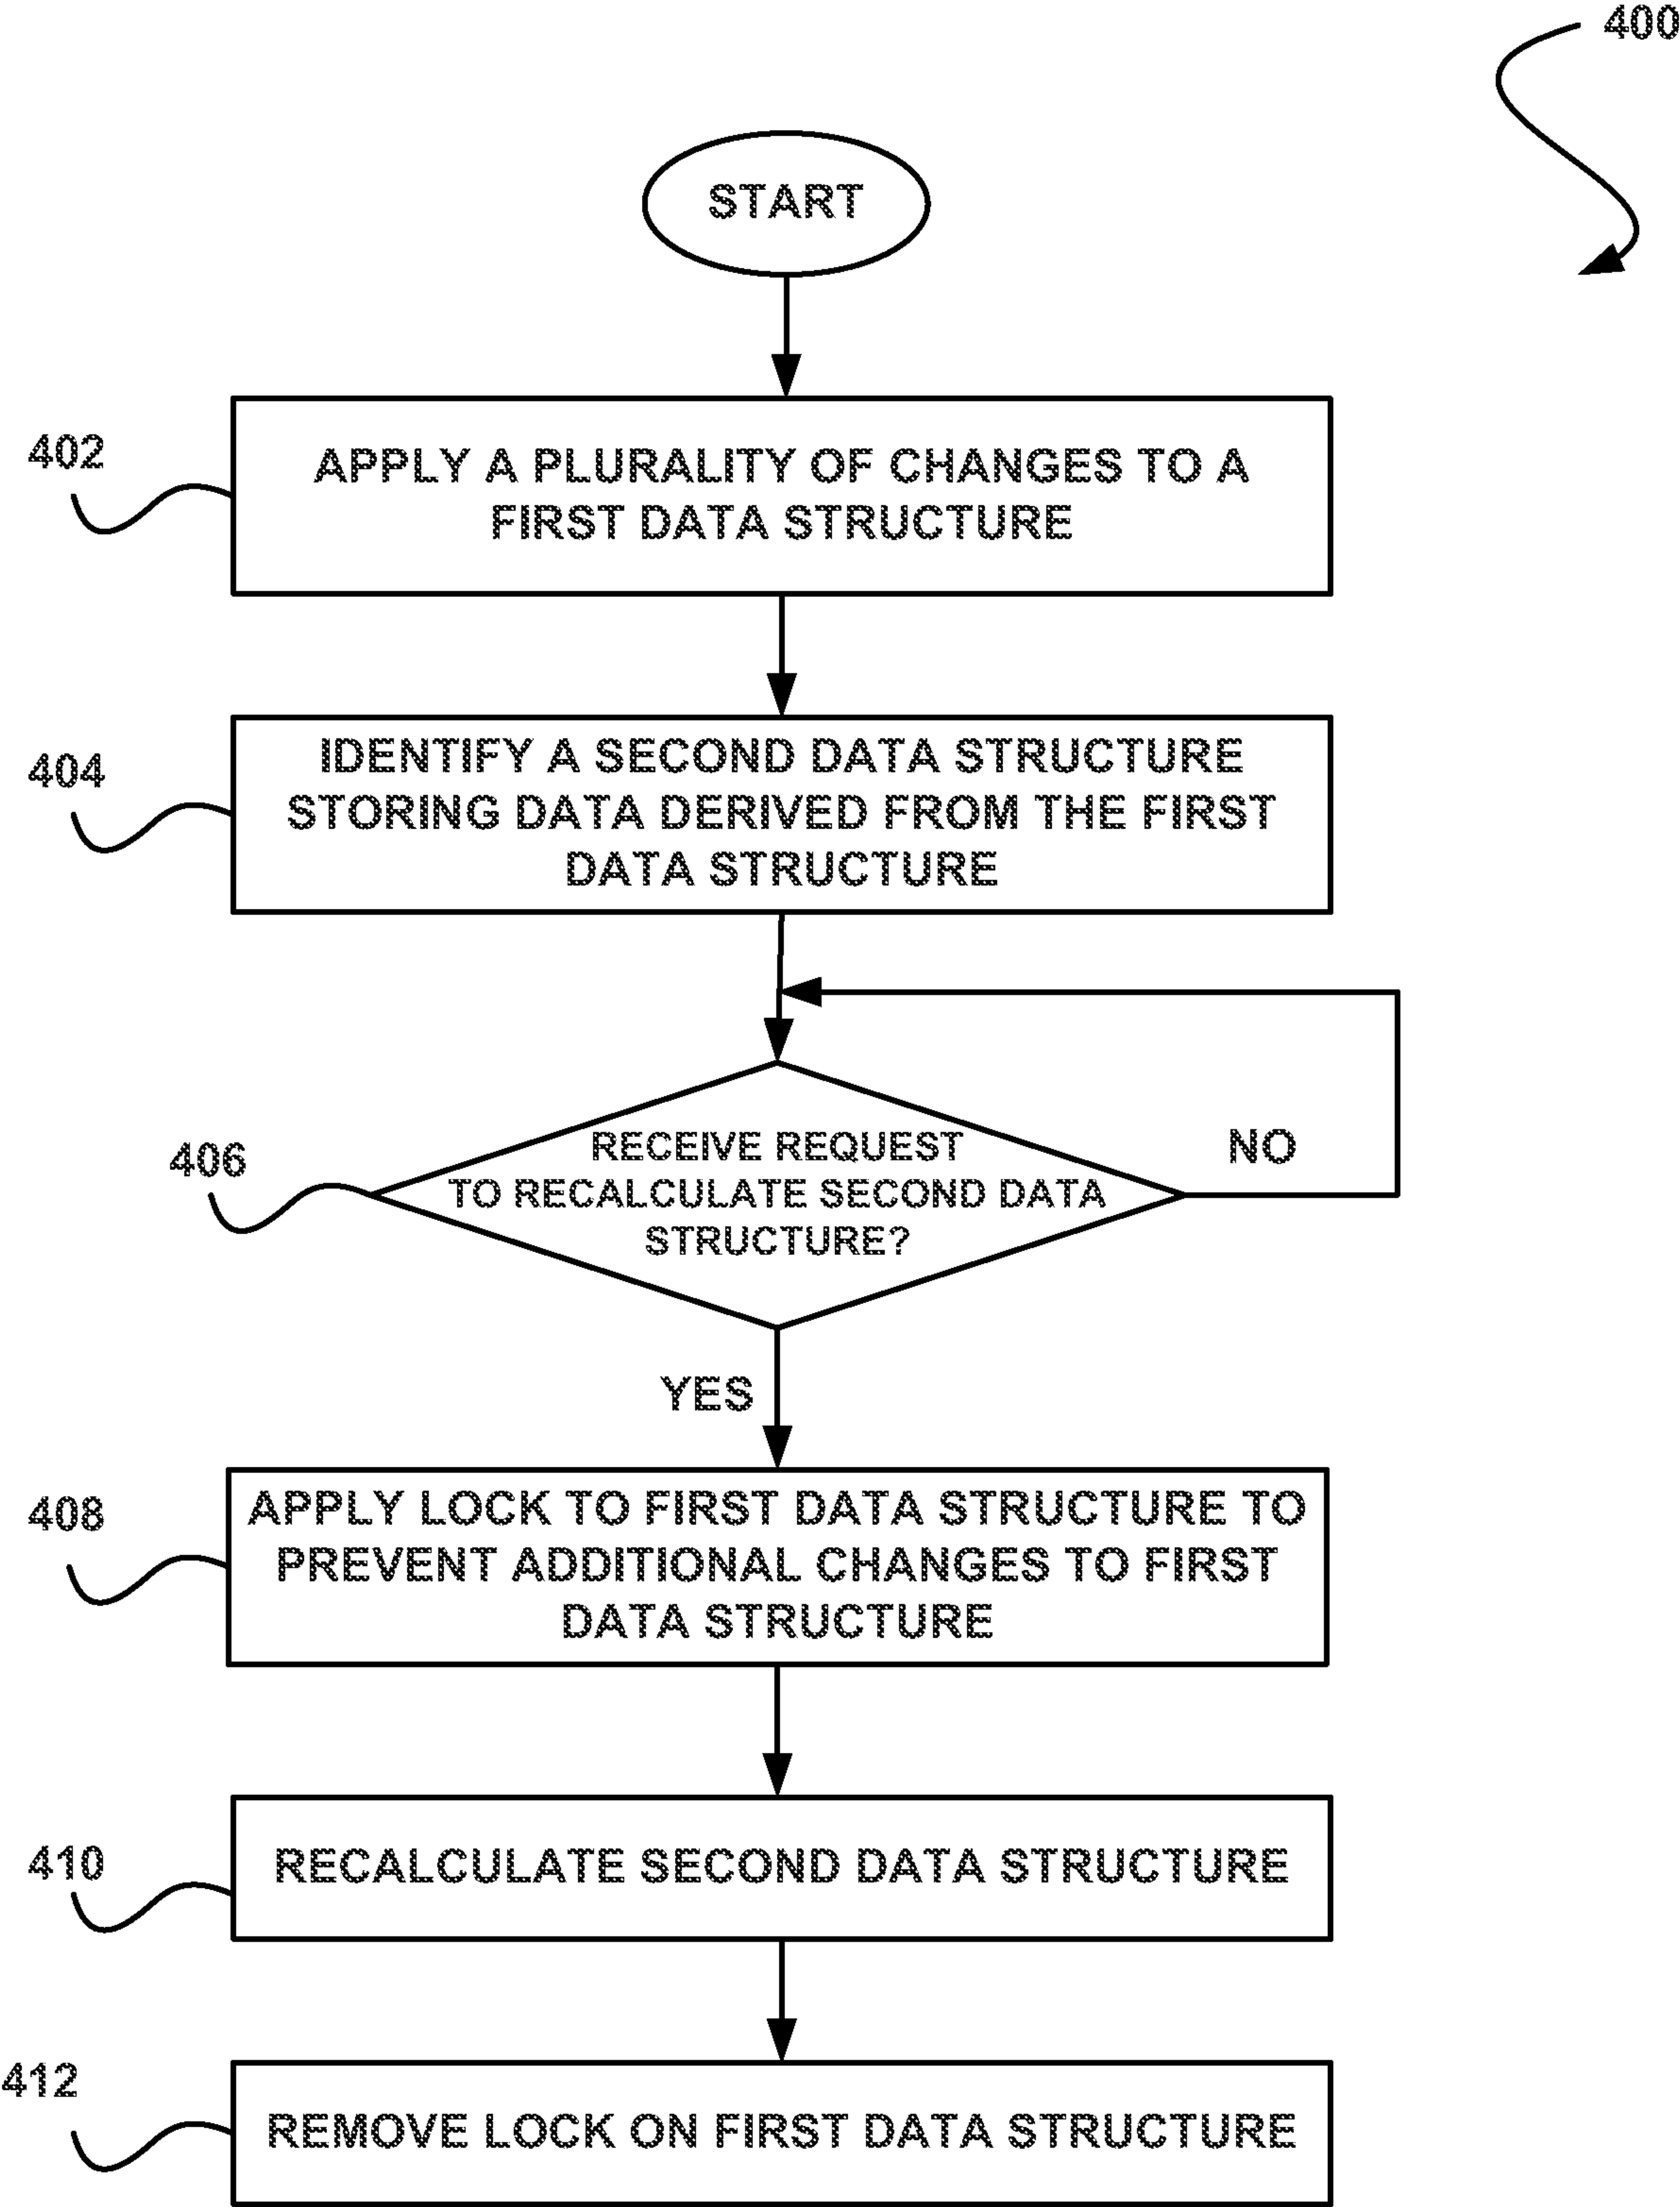 400
START
402
APPLY A PLURALITY OF CHANGES TO A
FIRST DATA STRUCTURE
404
IDENTIFY A SECOND DATA STRUCTURE
STORING DATA DERIVED FROM THE FIRST
DATA STRUCTURE
406
RECEIVE REQUEST
TO RECALCULATE SECOND DATA
STRUCTURE?
NO
YES
408
APPLY LOCK TO FIRST DATA STRUCTURE TO
PREVENT ADDITIONAL CHANGES TO FIRST
DATA STRUCTURE
410
RECALCULATE SECOND DATA STRUCTURE
412
REMOVE LOCK ON FIRST DATA STRUCTURE